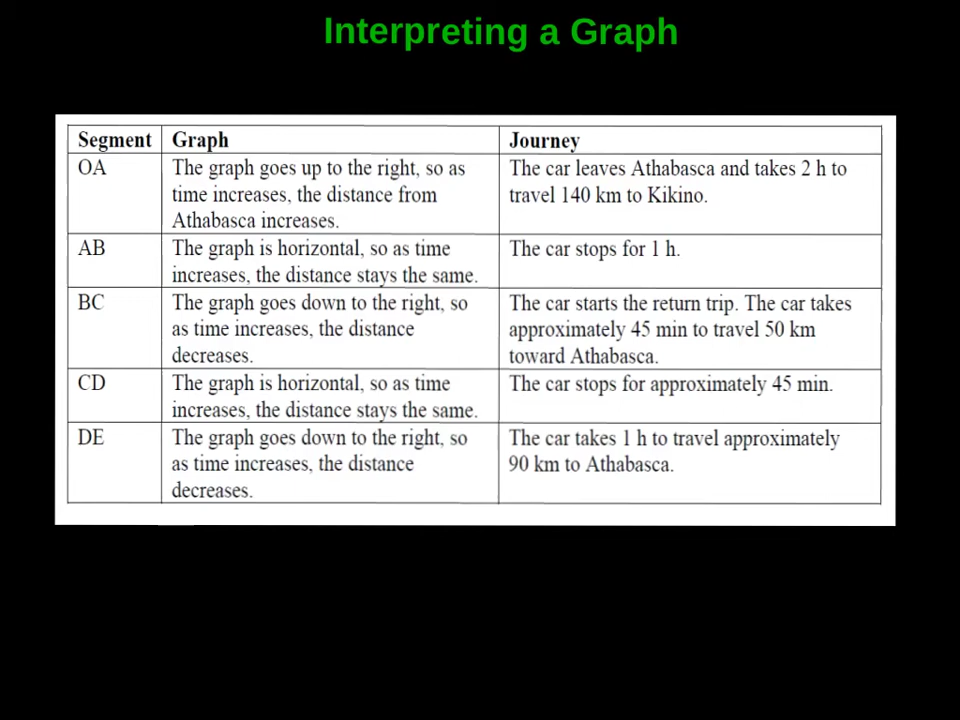 Interpreting a Graph
Segment Graph Journey
OA The graph goes up to the right, so as The car leaves Athabasca and takes 2 h to
time increases, the distance from travel 140 km to Kikino.
Athabasca increases.
AB The graph is horizontal, so as time The car stops for 1 h.
increases, the distance stays the same.
BC The graph goes down to the right, so The car starts the return trip. The car takes
as time increases, the distance approximately 45 min to travel 50 km
decreases. toward Athabasca.
CD The graph is horizontal, so as time The car stops for approximately 45 min.
increases, the distance stays the same.
DE The graph goes down to the right, so The car takes 1 h to travel approximately
as time increases, the distance 90 km to Athabasca.
decreases.